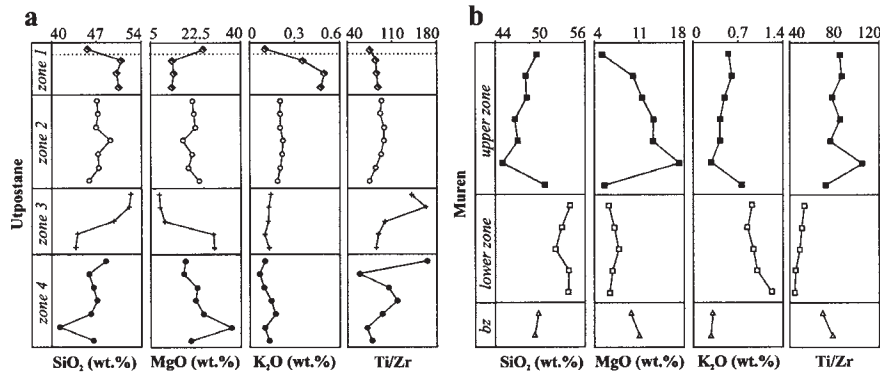 a
40 47 54 5 22.5 40 0 0.3 0.6 40 110 180
Utpostane
zone 1
zone 2
zone 3
zone 4
SiO₂ (wt.%) MgO (wt.%) K₂O (wt.%) Ti/Zr
b
44 50 56 4 11 18 0 0.7 1.4 40 80 120
Muren
upper zone
lower zone
bz
SiO₂ (wt.%) MgO (wt.%) K₂O (wt.%) Ti/Zr